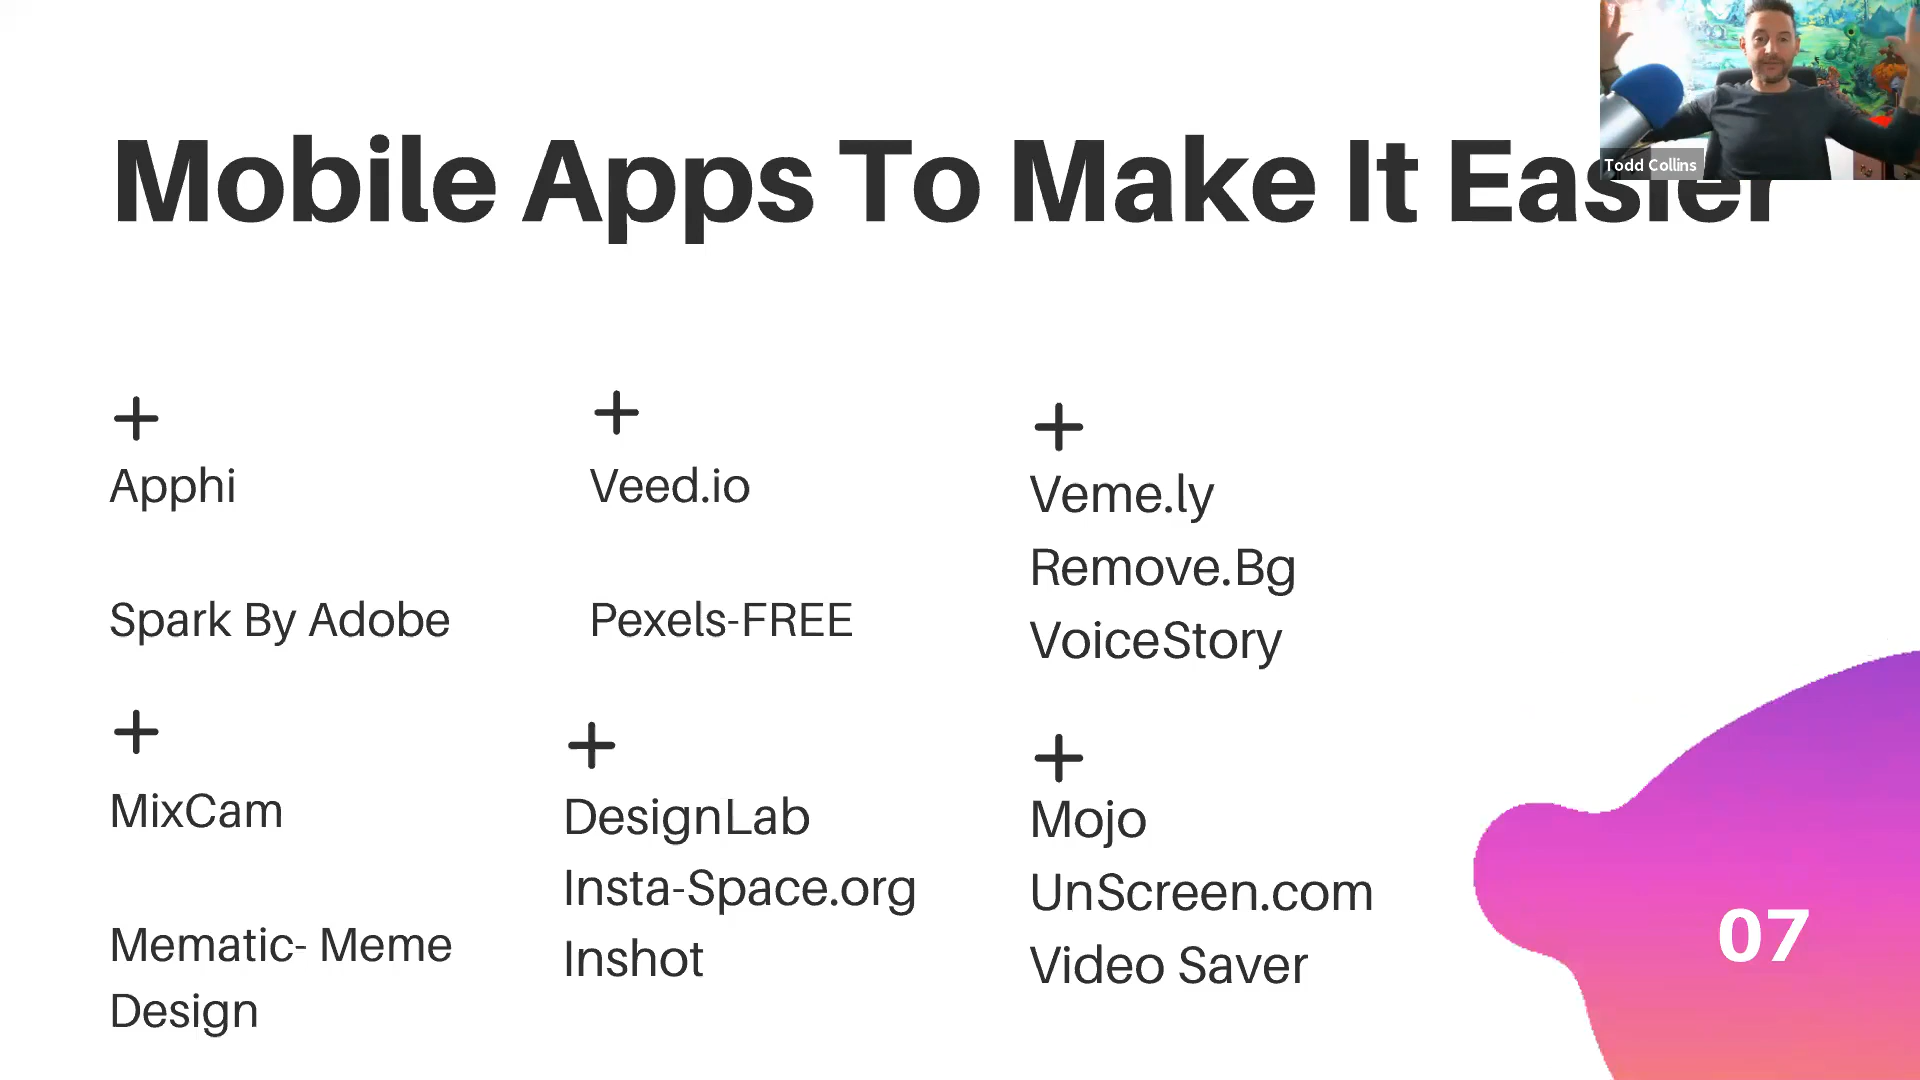 Todd Collins
Mobile Apps To Make It Easier
+
Apphi
Spark By Adobe
+
Veed.io
Pexels-FREE
+
Veme.ly
Remove.Bg
VoiceStory
+
MixCam
Mematic- Meme
Design
+
DesignLab
Insta-Space.org
Inshot
+
Mojo
UnScreen.com
Video Saver
07